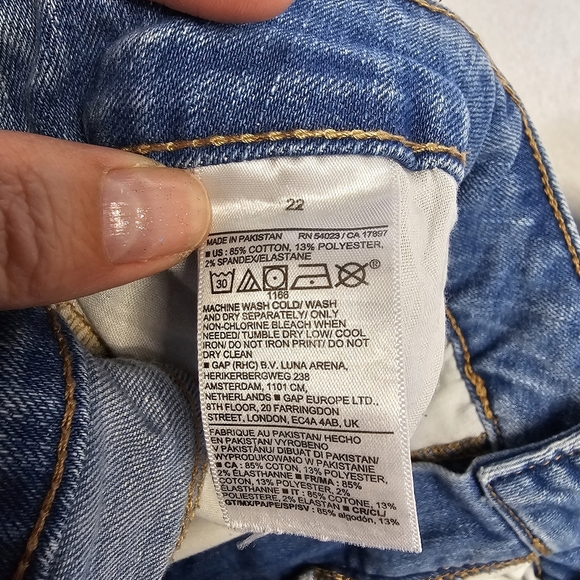 22
MADE IN PAKISTAN RN 54023 / CA 17897
■ US: 85% COTTON, 13% POLYESTER,
2% SPANDEX/ELASTANE
30 ®
1166
MACHINE WASH COLD/ WASH
AND DRY SEPARATELY/ ONLY
NON-CHLORINE BLEACH WHEN
NEEDED/ TUMBLE DRY LOW/ COOL
IRON/ DO NOT IRON PRINT/ DO NOT
DRY CLEAN
■ GAP (RHC) B.V. LUNA ARENA,
HERIKERBERGWEG 238
AMSTERDAM, 1101 CM,
NETHERLANDS ■ GAP EUROPE LTD.,
8TH FLOOR, 20 FARRINGDON
STREET, LONDON, EC4A 4AB, UK
FABRIQUE AU PAKISTAN/ HECHO
EN PAKISTAN/ VYROBENO
V PAKISTÁNU/ DIBUAT DI PAKISTAN/
WYPRODUKOWANO W PAKISTANIE
■ CA: 85% COTON, 13% POLYESTER,
2% ÉLASTHANNE ■ FR/MA: 85%
COTON, 13% POLYESTER, 2%
ÉLASTHANNE ■ IT: 85% COTONE, 13%
POLIESTERE, 2% ELASTAN ■ CR/CL/
GT/MX/PA/PE/SP/SV: 85% algodón, 13%